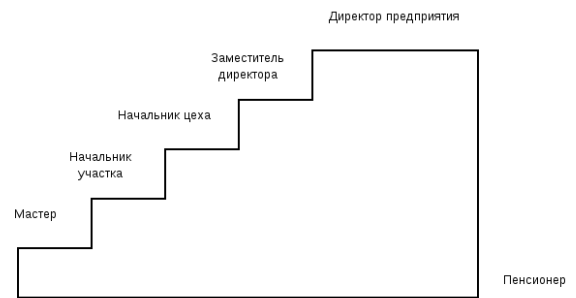 Директор предприятия
Заместитель
директора
Начальник цеха
Начальник
участка
Мастер
Пенсионер